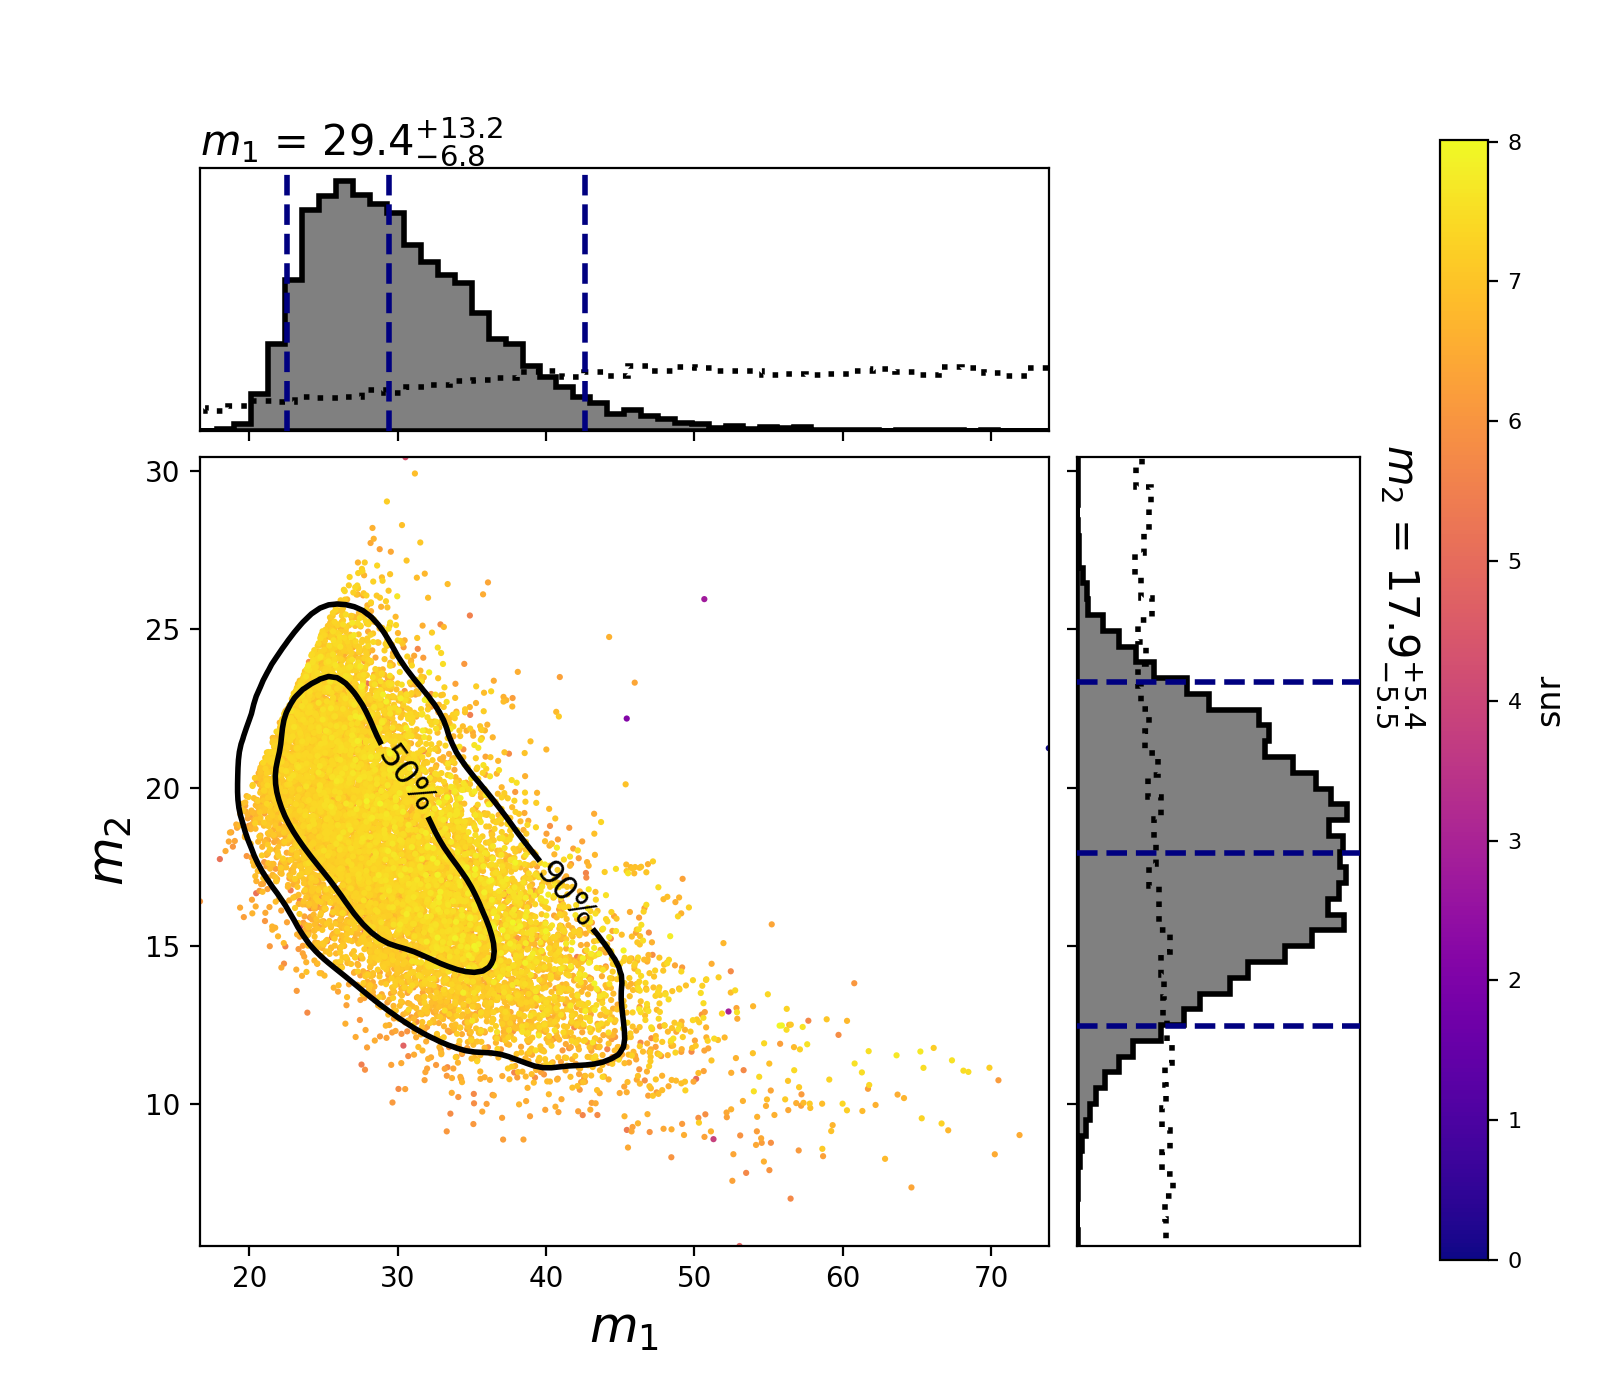 m₁ = 29.4⁺¹³·²₋₆.₈
30
25
20
15
10
m₂
50%
90%
20 30 40 50 60 70
m₁
m₂ = 17.9⁺⁵·⁴₋₅.₅
8
7
6
5
4
3
2
1
0
snr